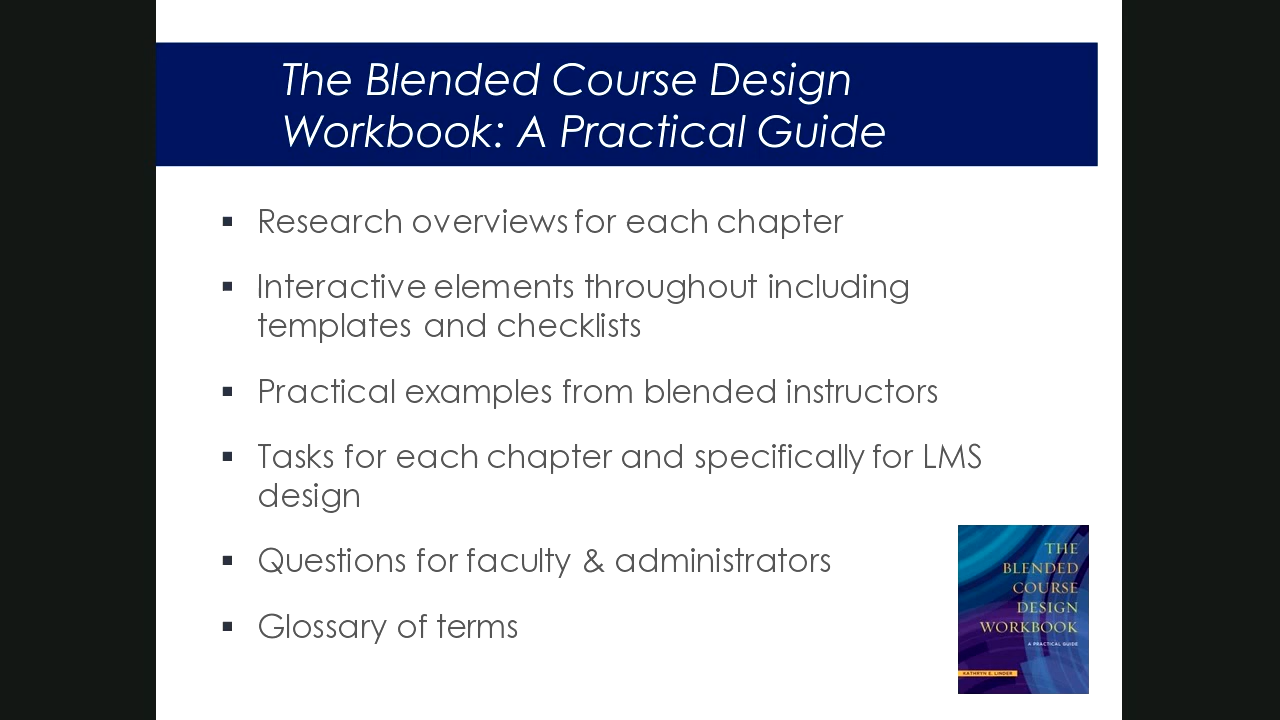 The Blended Course Design
Workbook: A Practical Guide
▪ Research overviews for each chapter
▪ Interactive elements throughout including
templates and checklists
▪ Practical examples from blended instructors
▪ Tasks for each chapter and specifically for LMS
design
▪ Questions for faculty & administrators
▪ Glossary of terms
THE
BLENDED
COURSE
DESIGN
WORKBOOK
A PRACTICAL GUIDE
KATHRYN E. LINDER